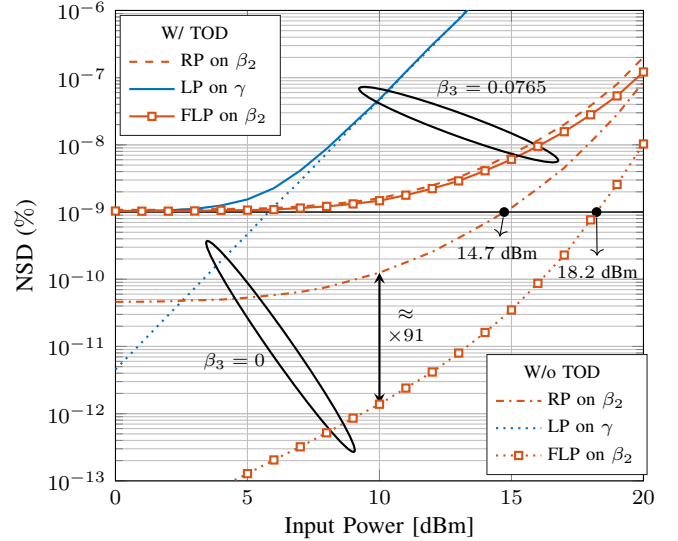 10^−6
10^−7
10^−8
10^−9
10^−10
10^−11
10^−12
10^−13
NSD (%)
W/ TOD
RP on β₂
LP on γ
FLP on β₂
β₃ = 0.0765
14.7 dBm
18.2 dBm
≈
×91
β₃ = 0
W/o TOD
RP on β₂
LP on γ
FLP on β₂
0 5 10 15 20
Input Power [dBm]